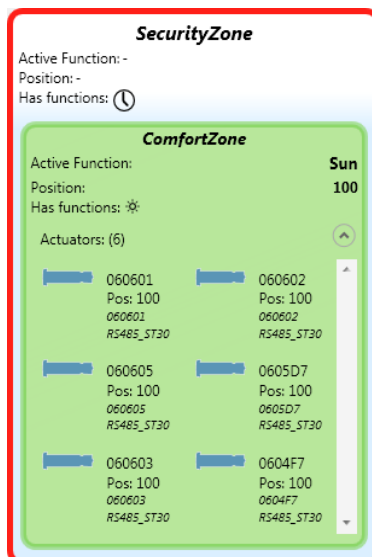 SecurityZone
Active Function: -
Position: -
Has functions:
ComfortZone
Active Function: Sun
Position: 100
Has functions:
Actuators: (6)
060601 060602
Pos: 100 Pos: 100
060601 060602
RS485_ST30 RS485_ST30
060605 0605D7
Pos: 100 Pos: 100
060605 0605D7
RS485_ST30 RS485_ST30
060603 0604F7
Pos: 100 Pos: 100
060603 0604F7
RS485_ST30 RS485_ST30